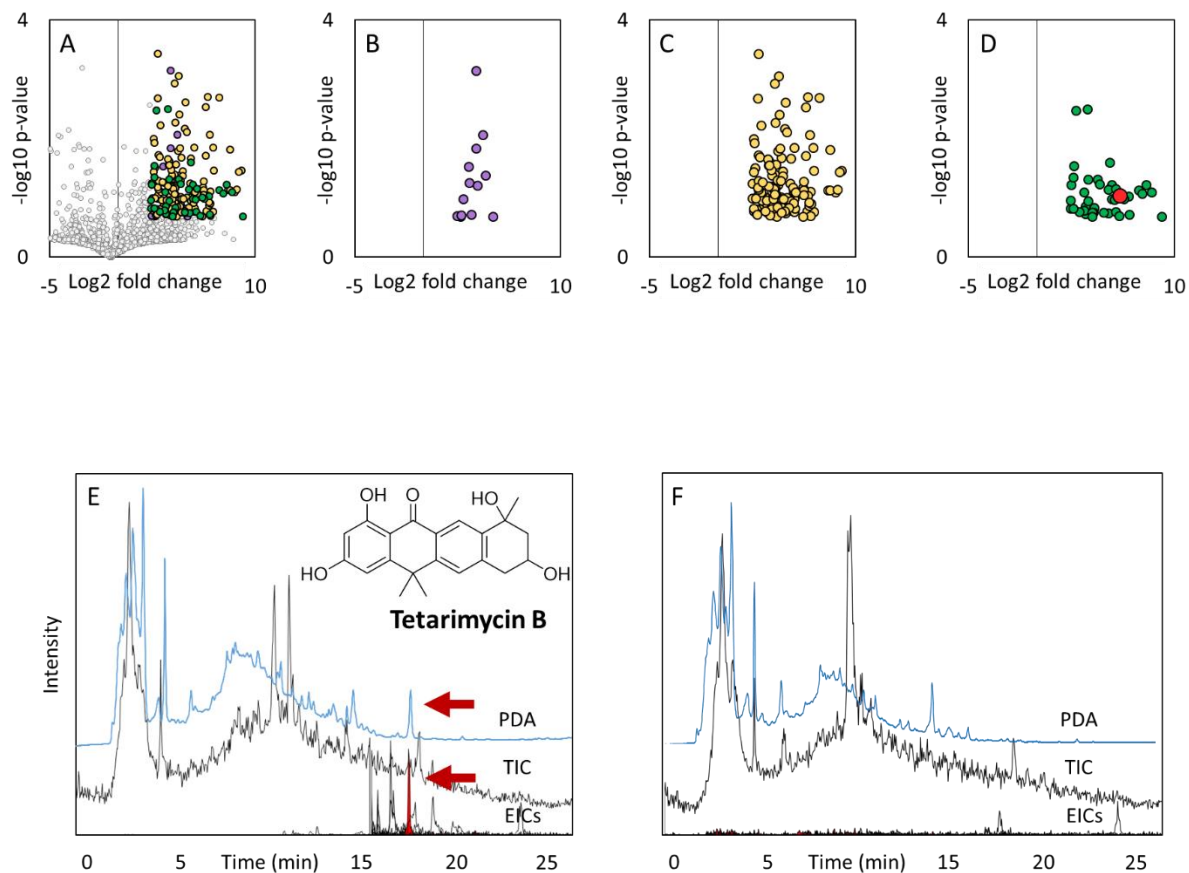 4
A
-log10 p-value
0
Log2 fold change
-5
10
4
B
-log10 p-value
0
Log2 fold change
-5
10
4
C
-log10 p-value
0
Log2 fold change
-5
10
4
D
-log10 p-value
0
Log2 fold change
-5
10
E
OH
O
HO
HO
OH
Tetarimycin B
Intensity
PDA
TIC
EICs
0
5
Time (min)
15
20
25
F
PDA
TIC
EICs
0
5
Time (min)
15
20
25